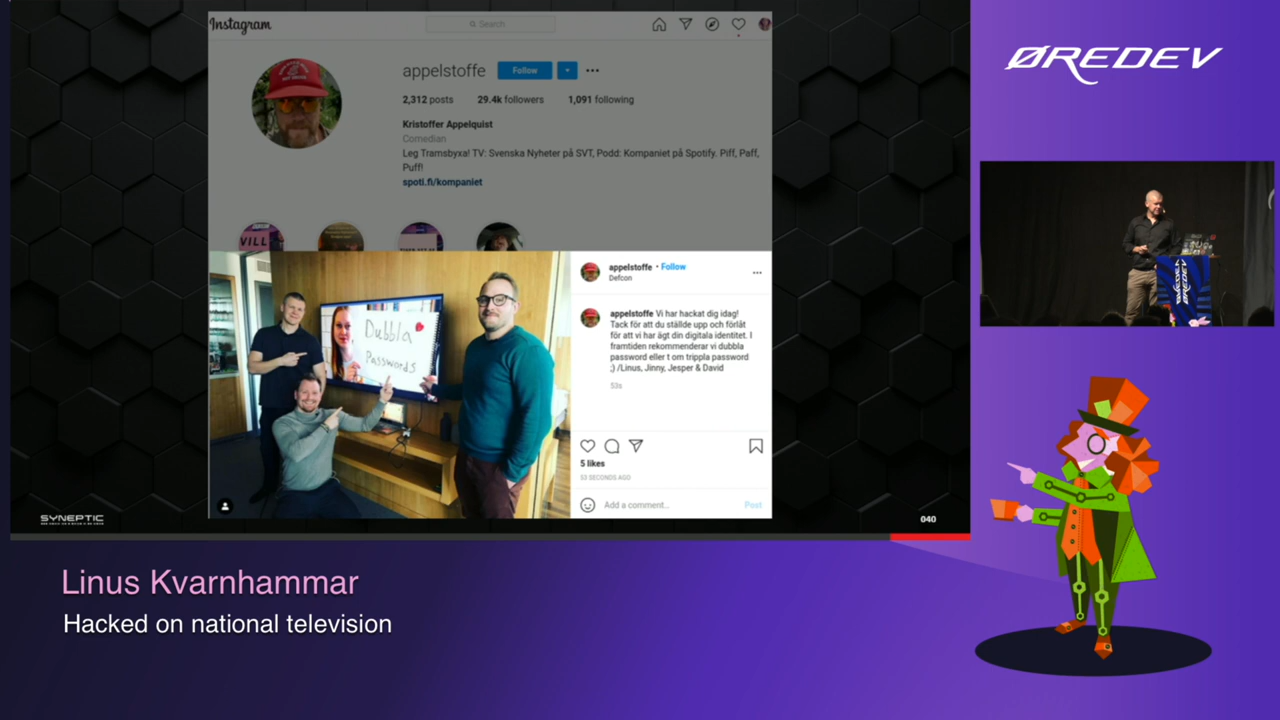 Instagram
Search
appelstoffe Follow
2,312 posts 29.4k followers 1,091 following
Kristoffer Appelquist
Comedian
Leg Tramsbyxa! TV: Svenska Nyheter på SVT, Podd: Kompaniet på Spotify. Piff, Paff,
Puff!
spoti.fi/kompaniet
VILL
Dubbla
Passwords
appelstoffe • Follow
Defcon
appelstoffe Vi har hackat dig idag!
Tack för att du ställde upp och förlåt
för att vi har ägt din digitala identitet. I
framtiden rekommenderar vi dubbla
password eller t om trippla password
;) /Linus, Jinny, Jesper & David
53s
5 likes
53 SECONDS AGO
Add a comment... Post
SYNEPTIC
040
ØREDEV
ØREDEV
Linus Kvarnhammar
Hacked on national television